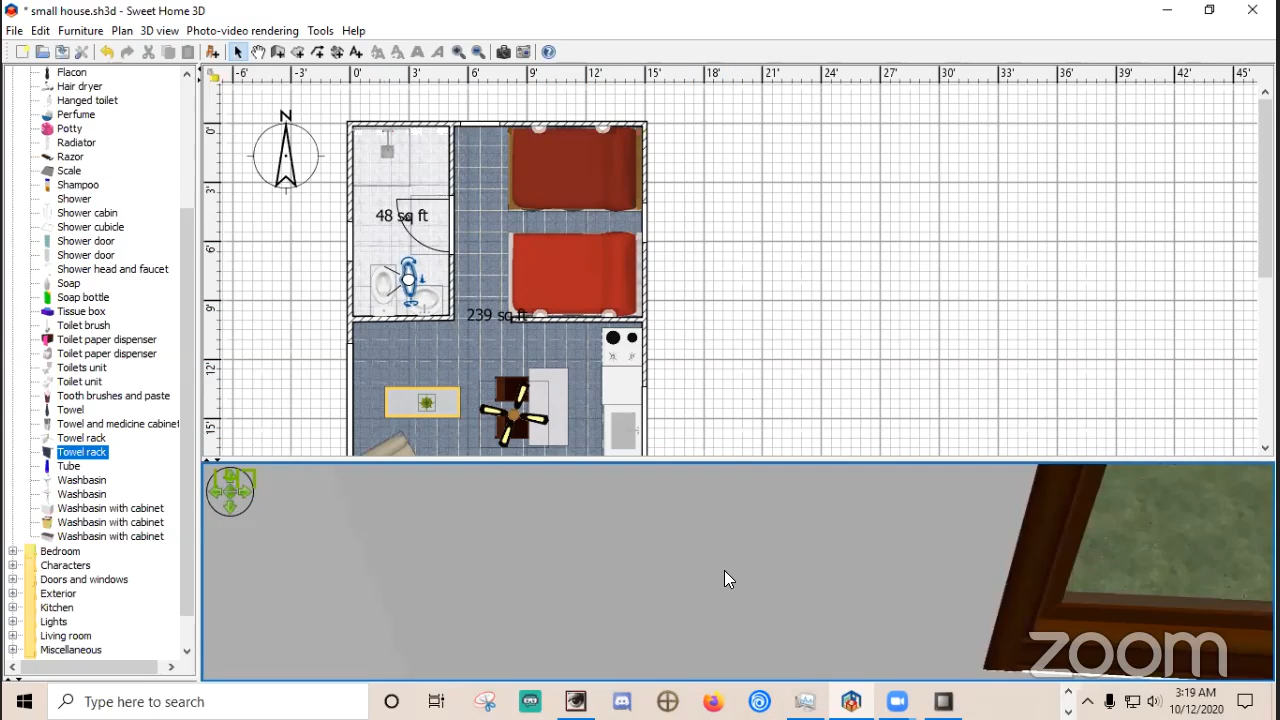 * small house.sh3d - Sweet Home 3D
File Edit Furniture Plan 3D view Photo-video rendering Tools Help
-6' -3' 0' 3' 6' 9' 12' 15' 18' 21' 24' 27' 30' 33' 36' 39' 42' 45'
0'
3'
6'
9'
12'
15'
N
48 sq ft
239 sq ft
Flacon
Hair dryer
Hanged toilet
Perfume
Potty
Radiator
Razor
Scale
Shampoo
Shower
Shower cabin
Shower cubicle
Shower door
Shower door
Shower head and faucet
Soap
Soap bottle
Tissue box
Toilet brush
Toilet paper dispenser
Toilet paper dispenser
Toilets unit
Toilet unit
Tooth brushes and paste
Towel
Towel and medicine cabinet
Towel rack
Towel rack
Tube
Washbasin
Washbasin
Washbasin with cabinet
Washbasin with cabinet
Washbasin with cabinet
Bedroom
Characters
Doors and windows
Exterior
Kitchen
Lights
Living room
Miscellaneous
zoom
Type here to search
3:19 AM
10/12/2020